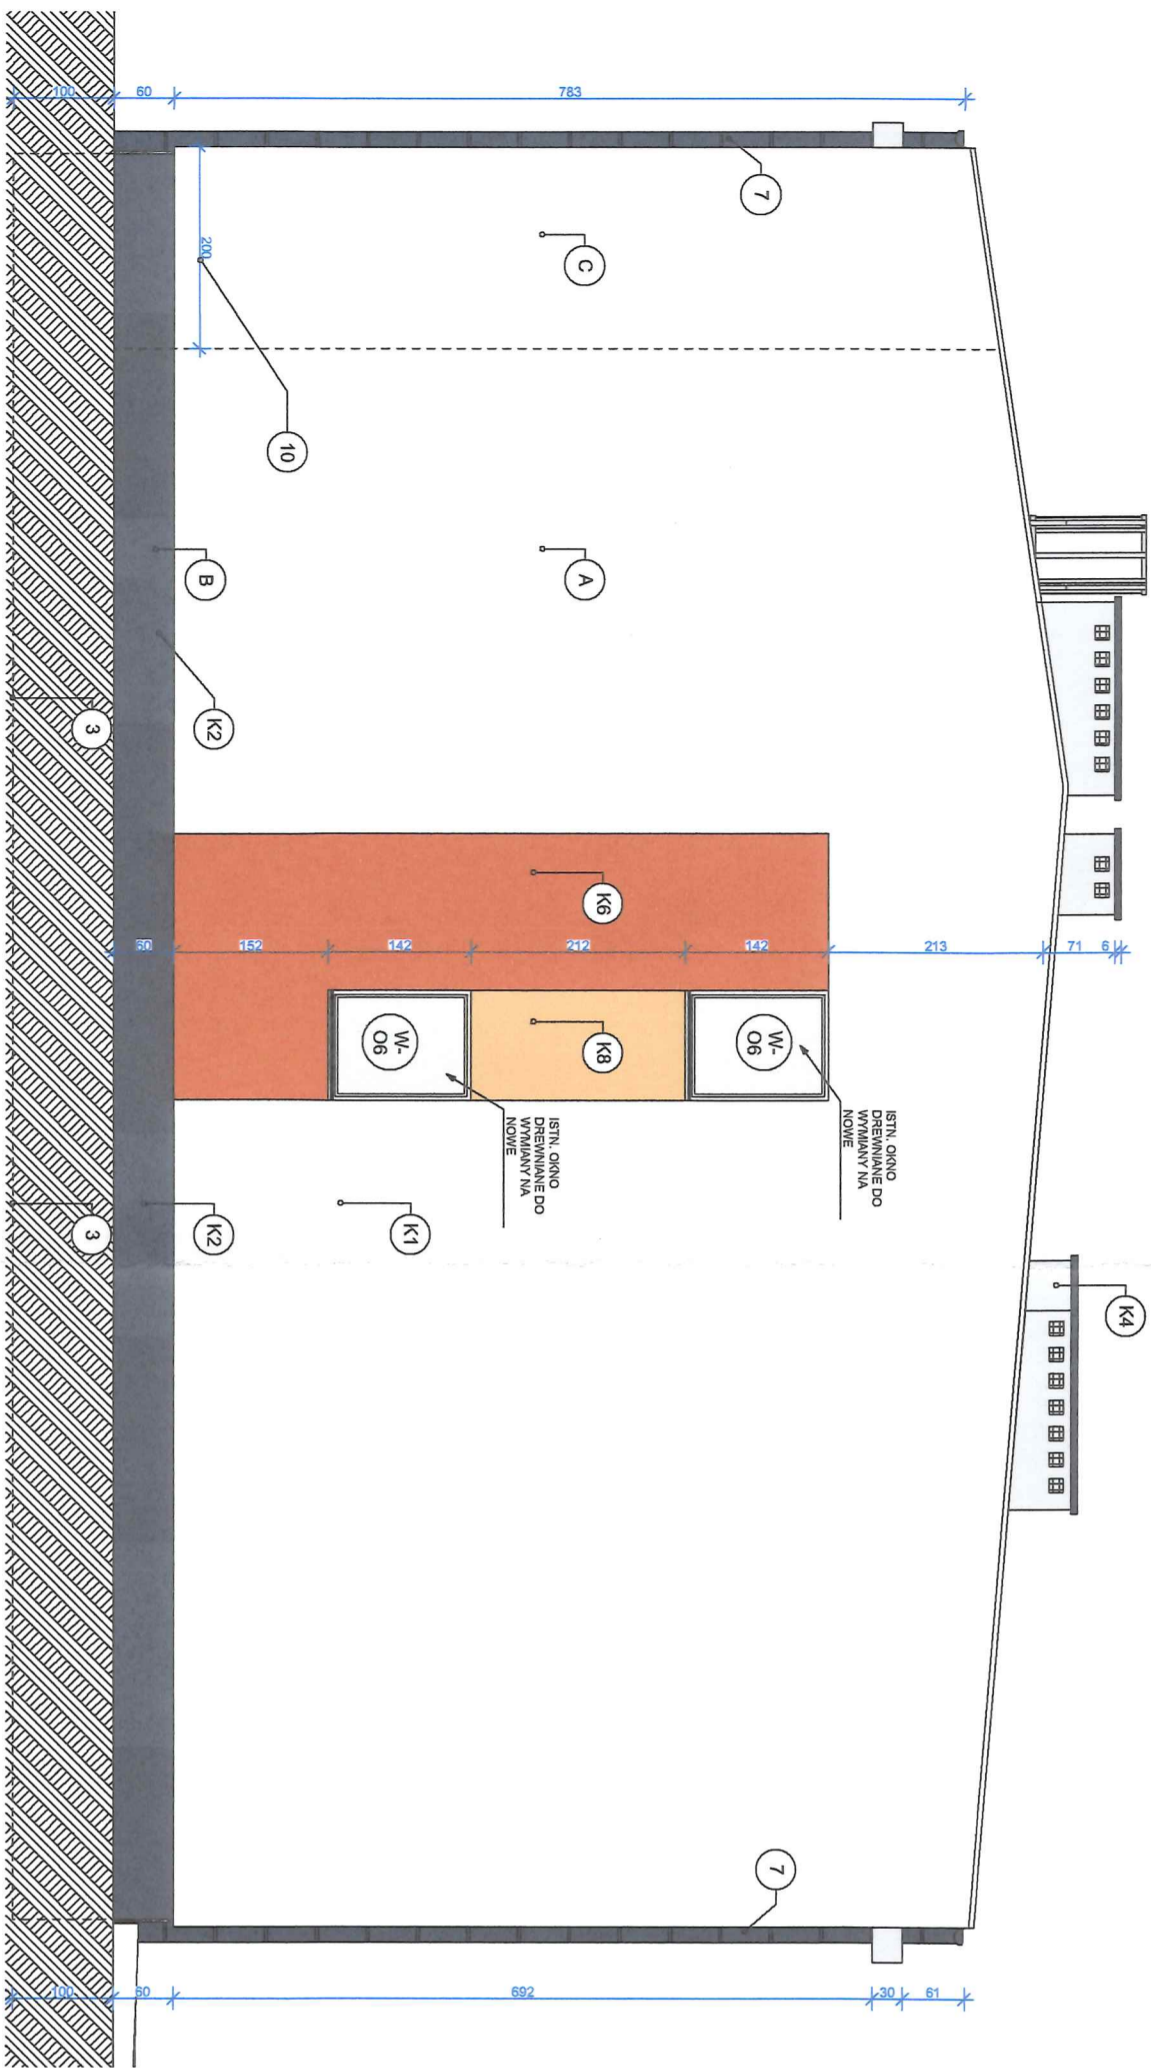 K4
ISTN. OKNO
DREWNIANE DO
WYMIANY NA
NOWE
ISTN. OKNO
DREWNIANE DO
WYMIANY NA
NOWE
7
7
C
A
K6
K8
W-
O6
W-
O6
K1
10
B
K2
K2
3
3
783
60
100
200
6
71
213
142
212
142
152
60
61
30
692
60
100